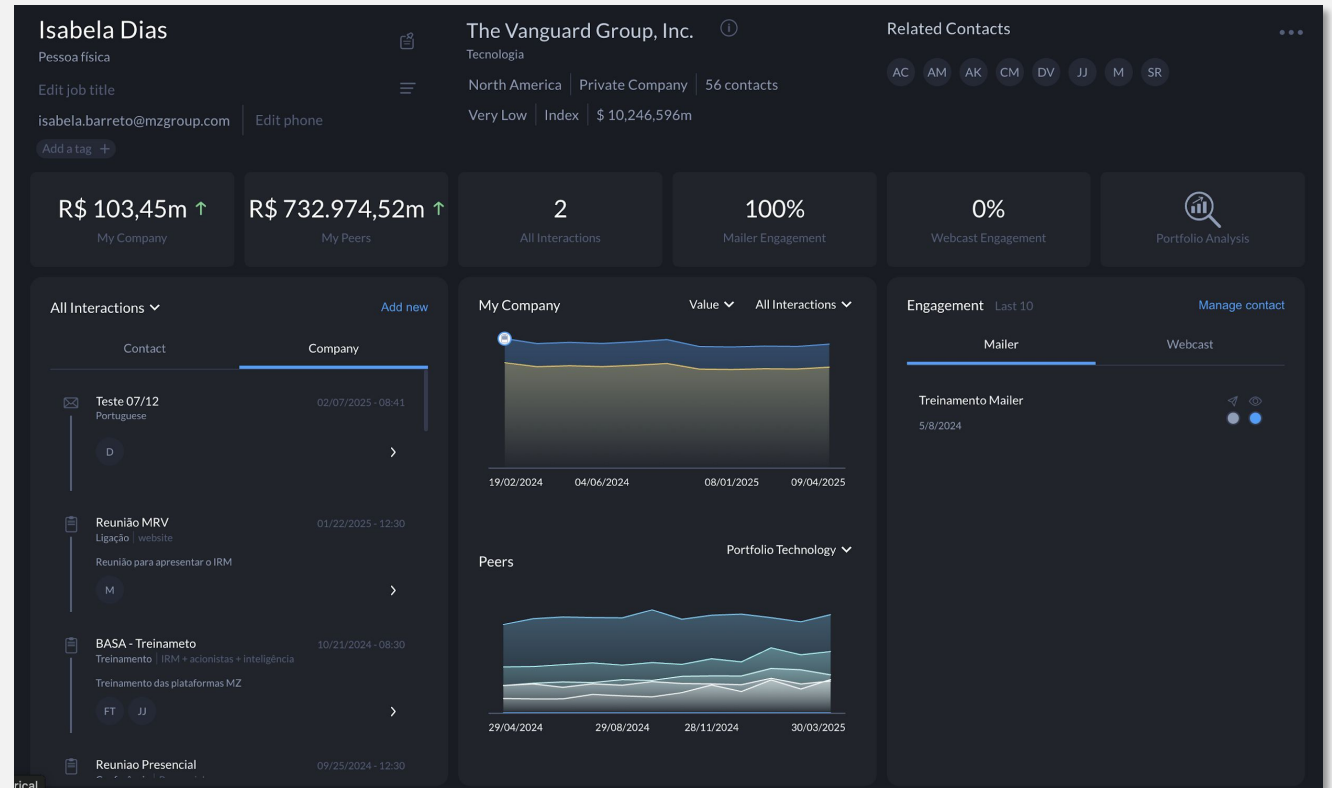 Isabela Dias
Pessoa física
Edit job title
isabela.barreto@mzgroup.com Edit phone
Add a tag +
The Vanguard Group, Inc.
Tecnologia
North America Private Company 56 contacts
Very Low Index $ 10,246,596m
Related Contacts
AC AM AK CM DV JJ M SR
R$ 103,45m ↑
My Company
R$ 732.974,52m ↑
My Peers
2
All Interactions
100%
Mailer Engagement
0%
Webcast Engagement
Portfolio Analysis
All Interactions Add new
Contact Company
Teste 07/12 02/07/2025 - 08:41
Portuguese
D
Reunião MRV 01/22/2025 - 12:30
Ligação website
Reunião para apresentar o IRM
M
BASA - Treinameto 10/21/2024 - 08:30
Treinamento IRM + acionistas + inteligência
Treinamento das plataformas MZ
FT JJ
Reuniao Presencial 09/25/2024 - 12:30
My Company Value All Interactions
19/02/2024 04/06/2024 08/01/2025 09/04/2025
Peers Portfolio Technology
29/04/2024 29/08/2024 28/11/2024 30/03/2025
Engagement Last 10 Manage contact
Mailer Webcast
Treinamento Mailer
5/8/2024